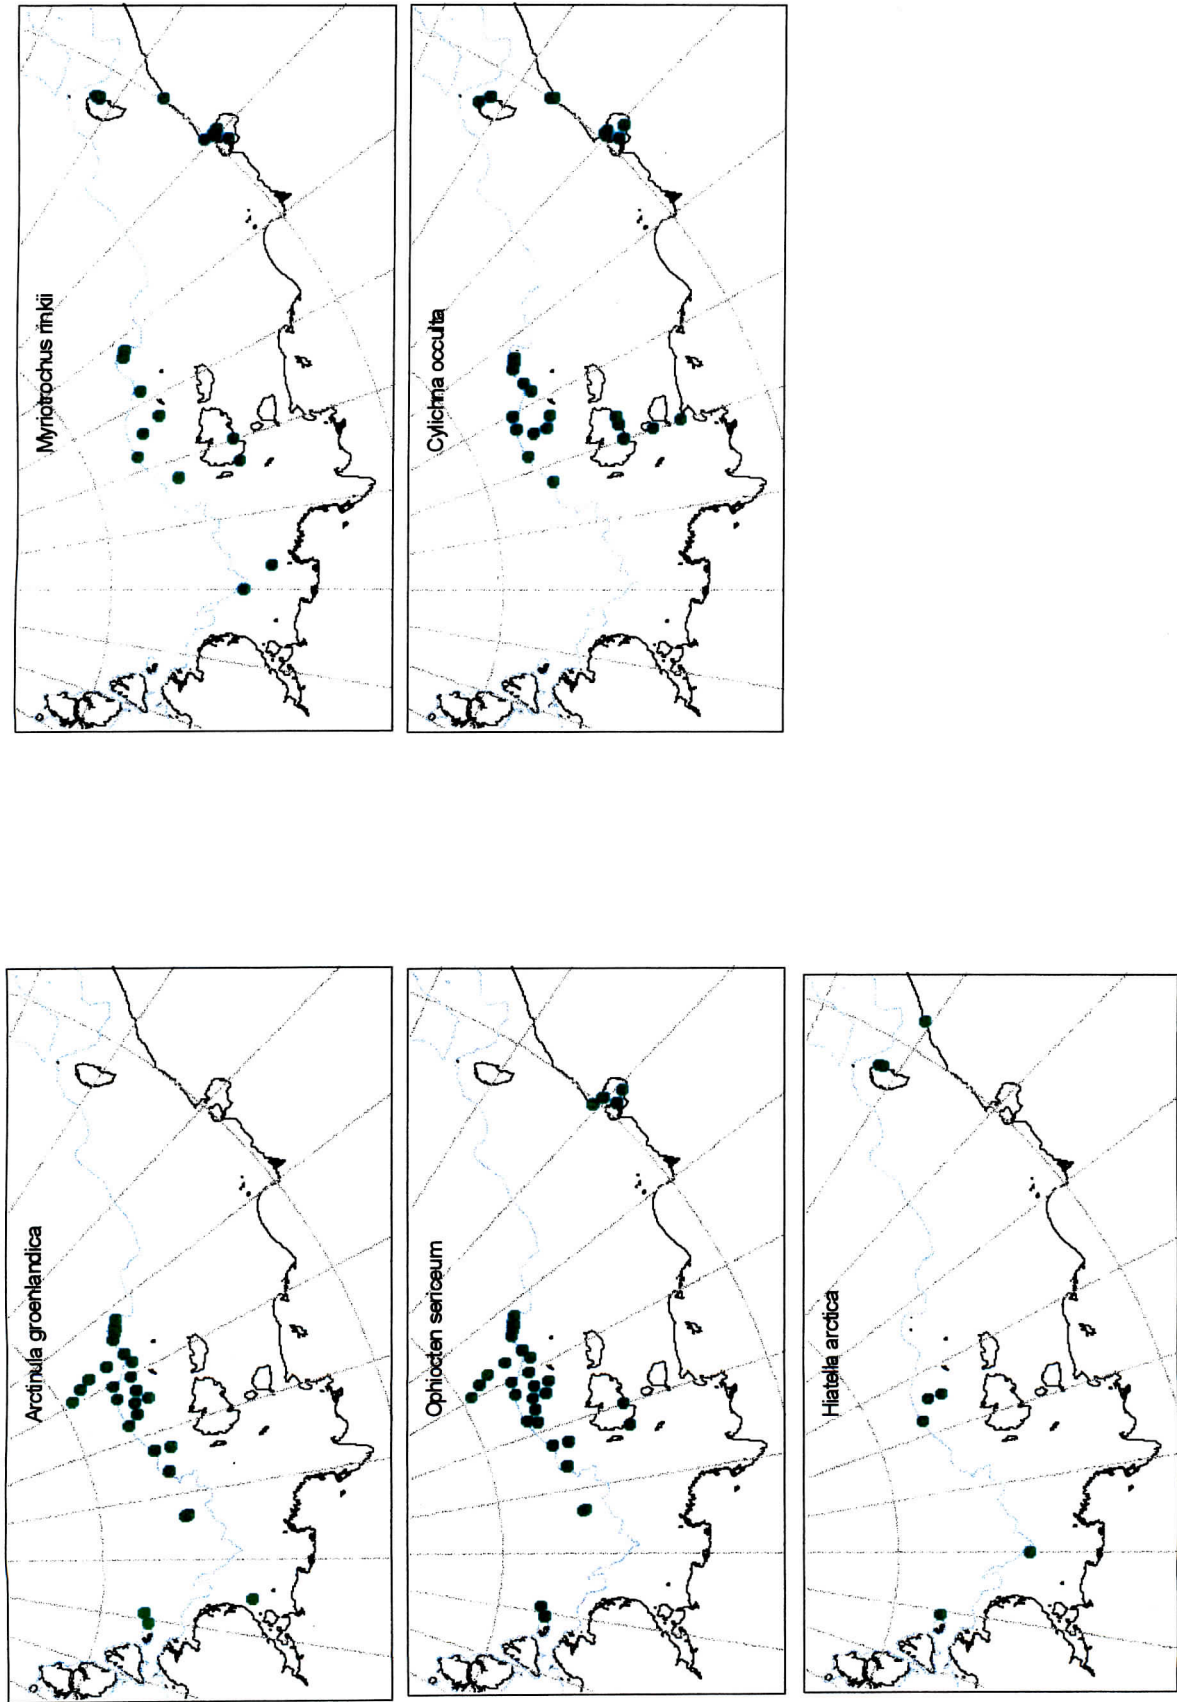 Arctinula groenlandica
Ophiocten sericeum
Hiatella arctica
Myriotrochus rinkii
Cylichna occulta